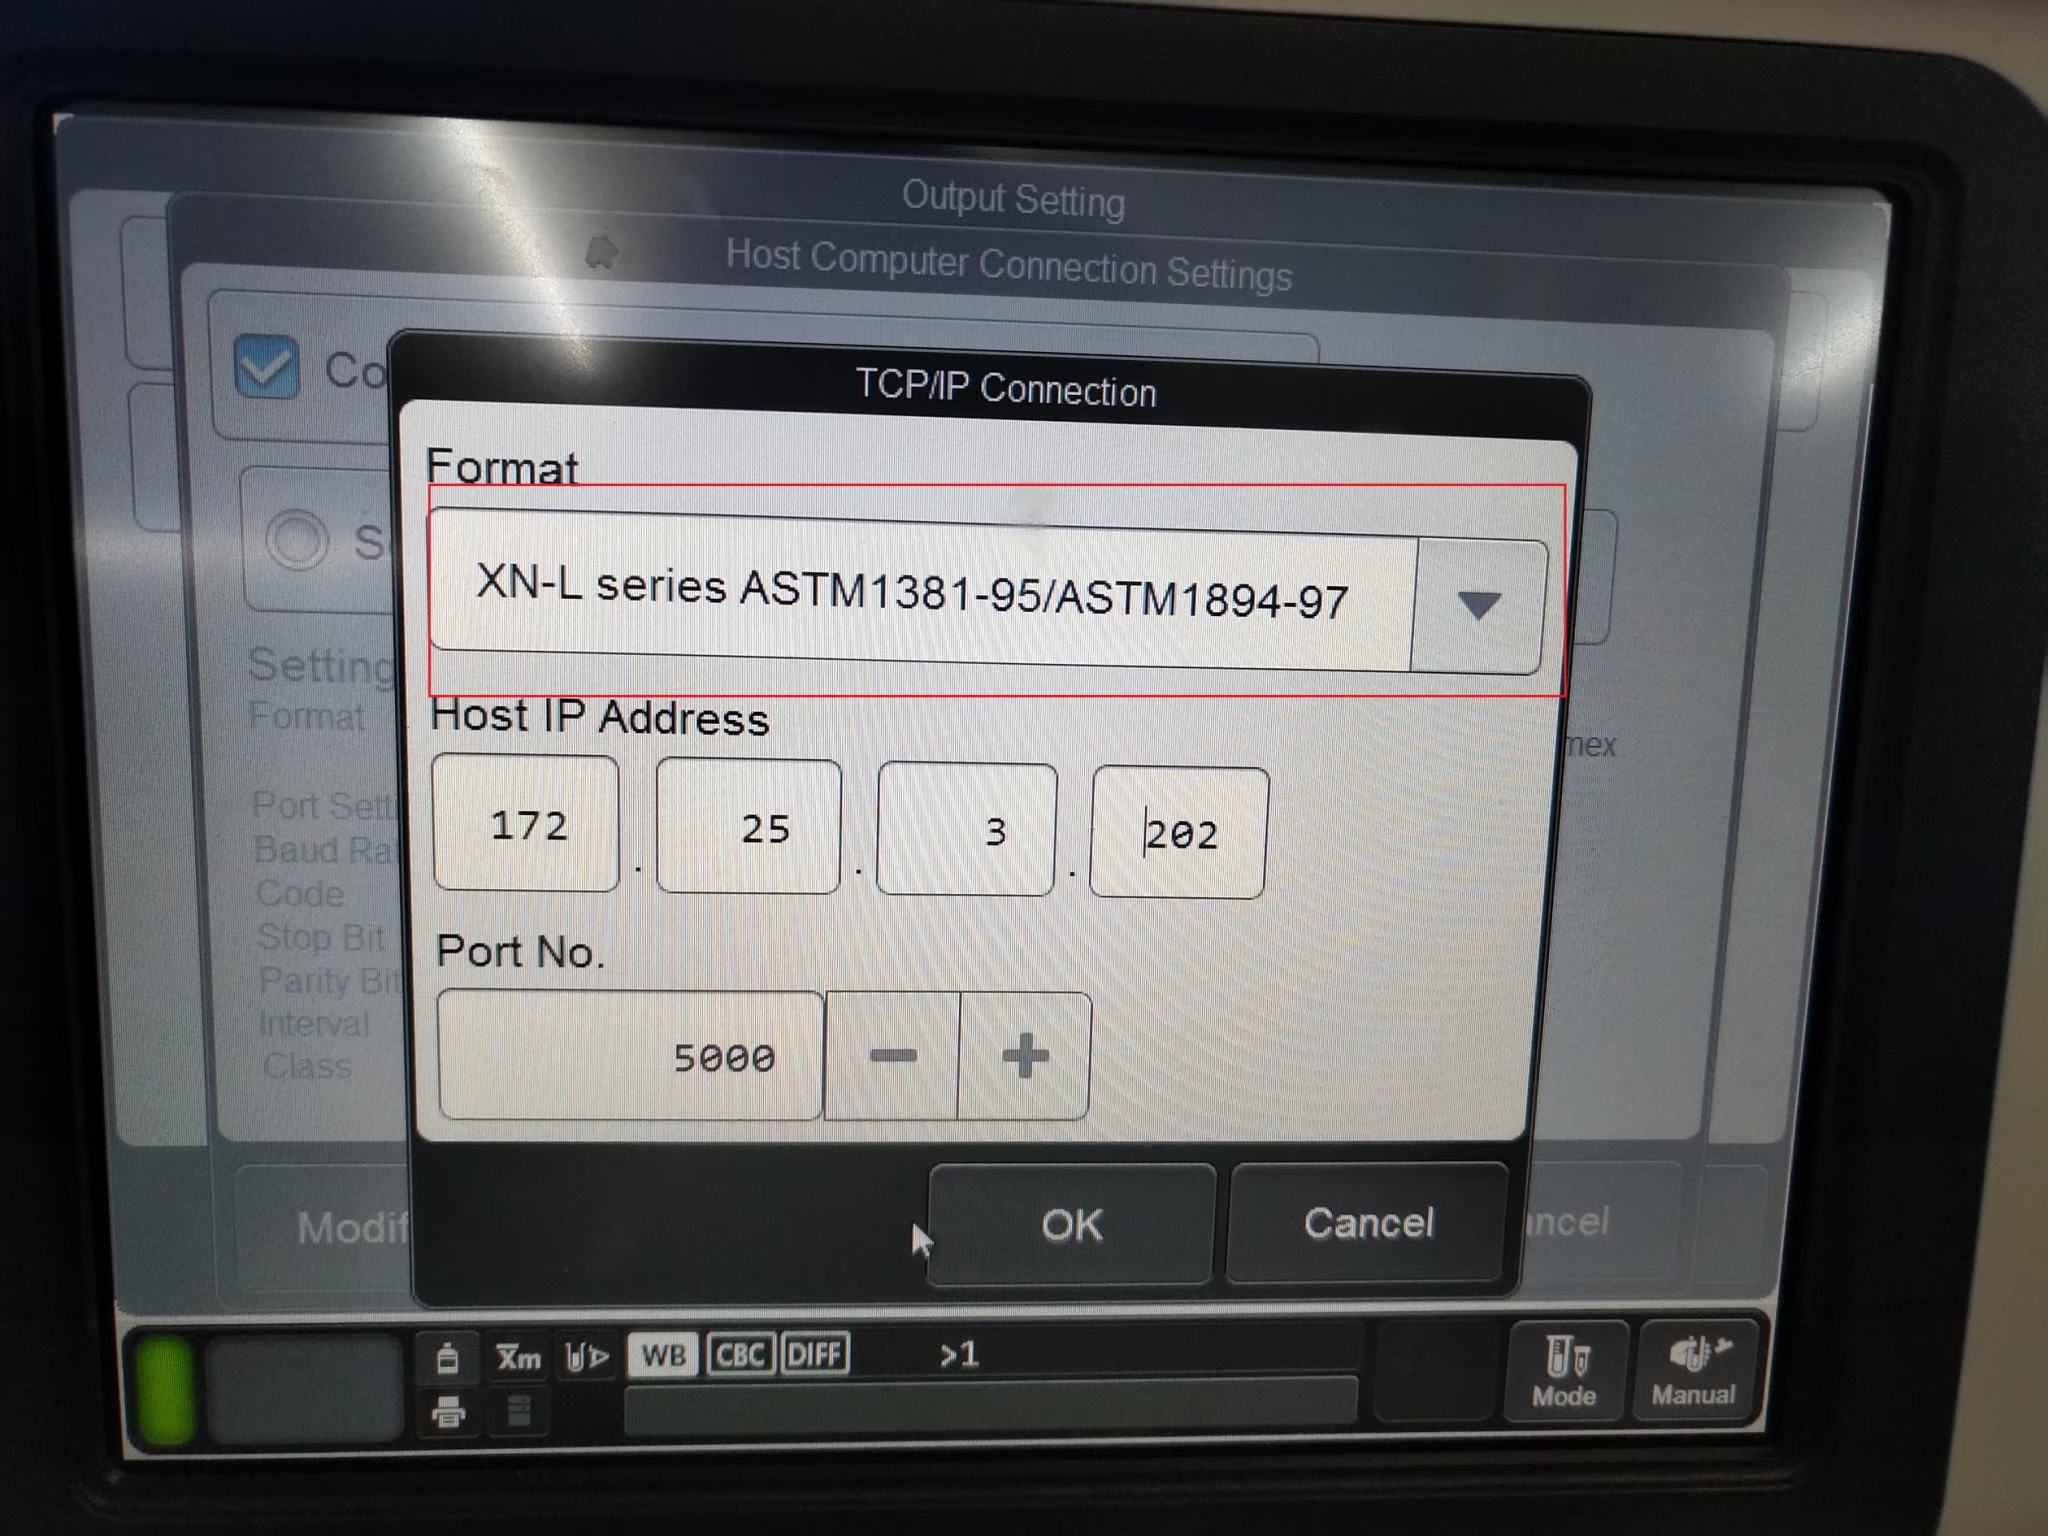 Output Setting
Host Computer Connection Settings
Co
TCP/IP Connection
Format
S
XN-L series ASTM1381-95/ASTM1894-97
Setting
Format
Host IP Address
mex
172 . 25 . 3 . 202
Port Sett
Baud Ra
Code
Stop Bit
Port No.
Parity Bit
Interval
Class
5000
Modif
OK
Cancel
ancel
Xm
WB
CBC
DIFF
>1
Mode
Manual